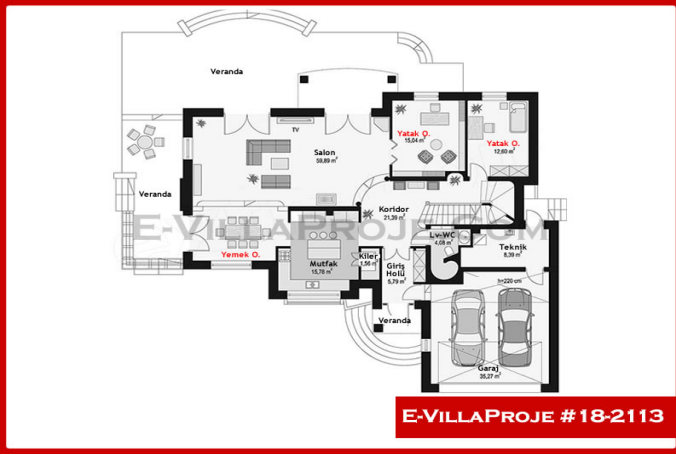 Veranda
TV
Salon
59,89 m²
Yatak O.
15,04 m²
Yatak O.
12,60 m²
Veranda
Koridor
21,39 m²
E-VillaProje.Com
Lv-WC
4,08 m²
Teknik
8,39 m²
Yemek O.
Mutfak
15,78 m²
Kiler
1,56 m²
Giriş
Holü
5,79 m²
h=220 cm
Veranda
Garaj
35,27 m²
E-VillaProje #18-2113